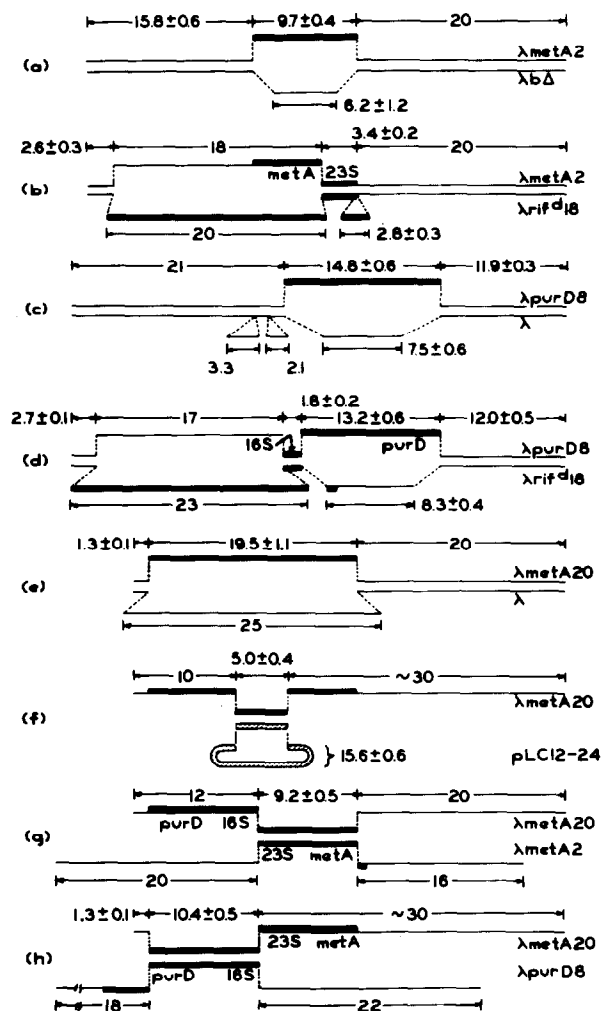 15.8±0.6 9.7±0.4 20
(a) λmetA2
λbΔ
6.2±1.2
3.4±0.2
2.6±0.3 18 20
metA 23S λmetA2
(b) λrif^d18
20 2.8±0.3
21 14.8±0.6 11.9±0.3
(c) λpurD8
λ
3.3 2.1 7.5±0.6
1.8±0.2
2.7±0.1 17 13.2±0.6 12.0±0.5
16S purD λpurD8
(d) λrif^d18
23 8.3±0.4
1.3±0.1 19.5±1.1 20
(e) λmetA20
λ
25
10 5.0±0.4 ~30
(f) λmetA20
15.6±0.6 pLC12-24
12 9.2±0.5 20
purD 16S λmetA20
(g) 23S metA λmetA2
20 16
1.3±0.1 10.4±0.5 ~30
23S metA λmetA20
(h) purD 16S λpurD8
18 22